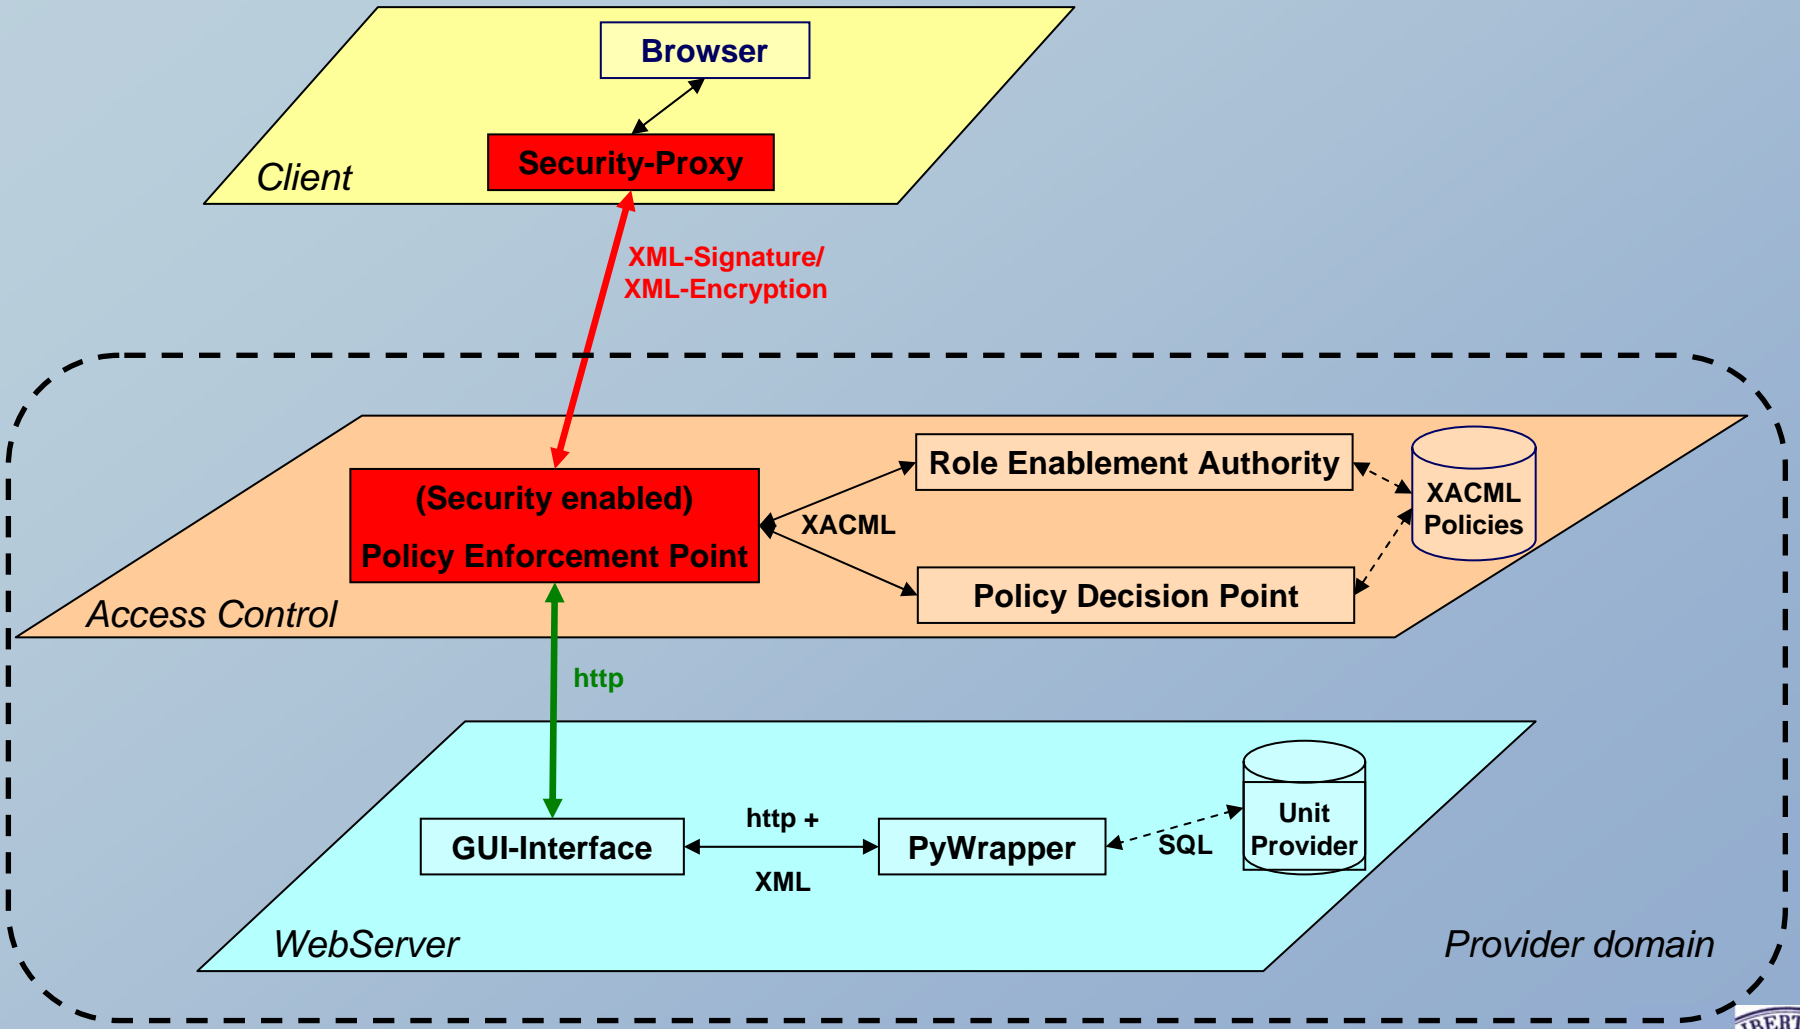 Browser
Security-Proxy
Client
XML-Signature/
XML-Encryption
Role Enablement Authority
(Security enabled)
Policy Enforcement Point
XACML
XACML
Policies
Policy Decision Point
Access Control
http
http +
XML
GUI-Interface
PyWrapper
SQL
Unit
Provider
WebServer
Provider domain